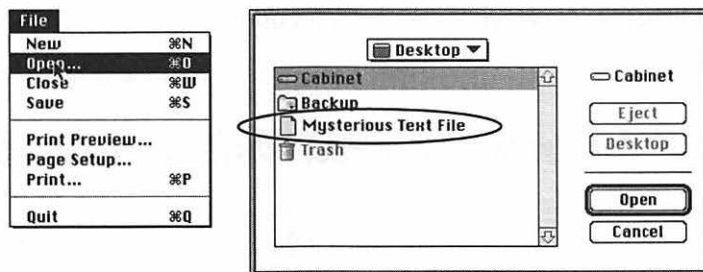 File
New ⌘N
Open... ⌘O
Close ⌘W
Save ⌘S
Print Preview...
Page Setup...
Print... ⌘P
Quit ⌘Q
Desktop
Cabinet
Backup
Mysterious Text File
Trash
Cabinet
Eject
Desktop
Open
Cancel